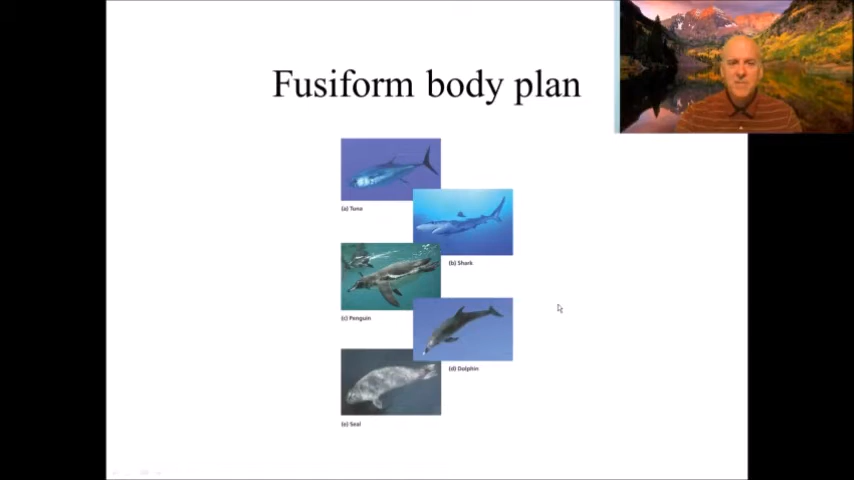 Fusiform body plan
(a) Tuna
(b) Shark
(c) Penguin
(d) Dolphin
(e) Seal